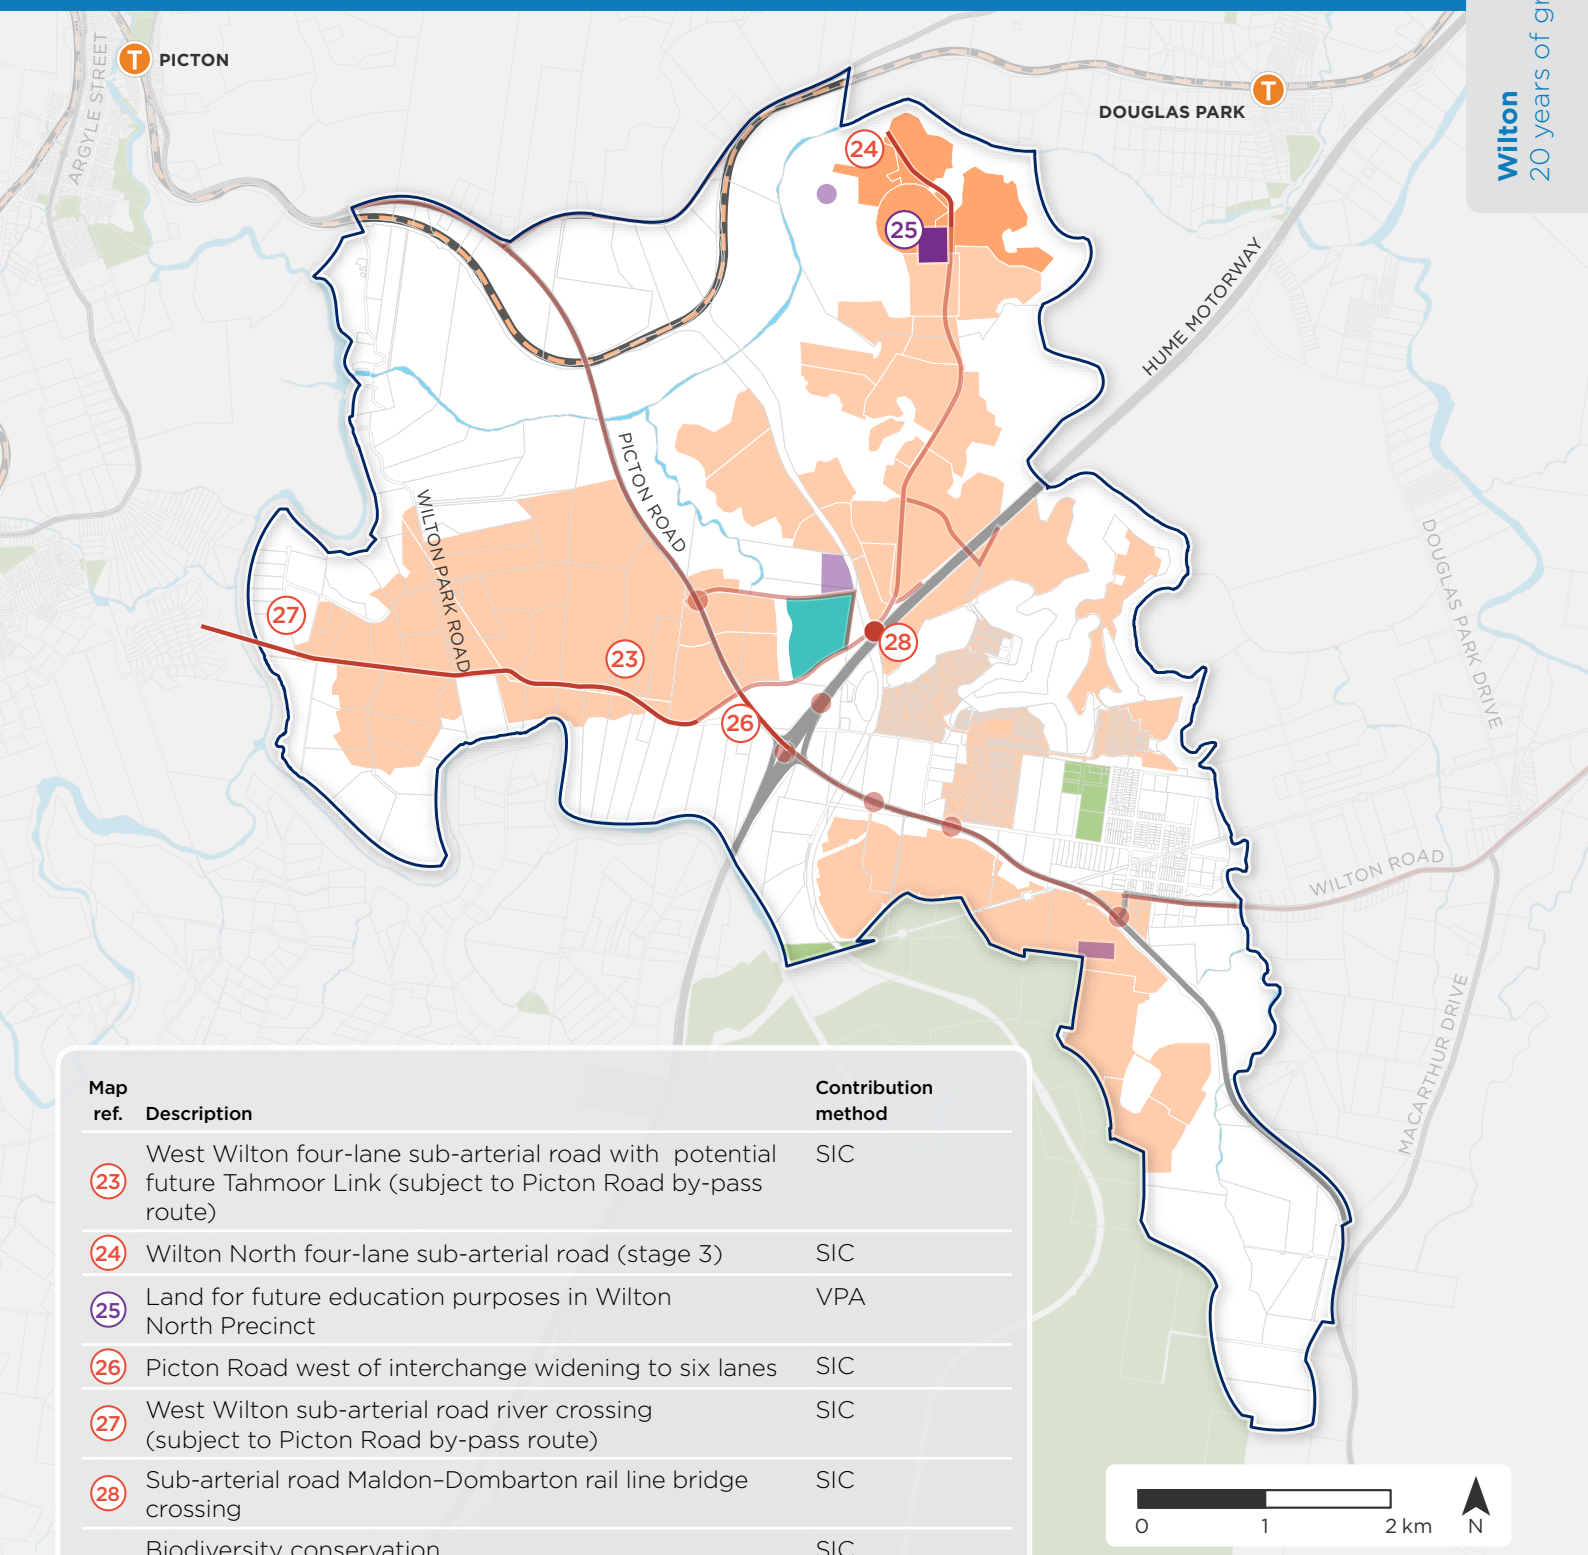 Wilton
20 years of gr
T PICTON
T
DOUGLAS PARK
ARGYLE STREET
24
25
HUME MOTORWAY
PICTON ROAD
WILTON PARK ROAD
DOUGLAS PARK DRIVE
27
23
28
26
WILTON ROAD
MACARTHUR DRIVE
Map ref. Description Contribution method
23 West Wilton four-lane sub-arterial road with potential future Tahmoor Link (subject to Picton Road by-pass route) SIC
24 Wilton North four-lane sub-arterial road (stage 3) SIC
25 Land for future education purposes in Wilton North Precinct VPA
26 Picton Road west of interchange widening to six lanes SIC
27 West Wilton sub-arterial road river crossing (subject to Picton Road by-pass route) SIC
28 Sub-arterial road Maldon–Dombarton rail line bridge crossing SIC
Biodiversity conservation SIC
0 1 2 km N